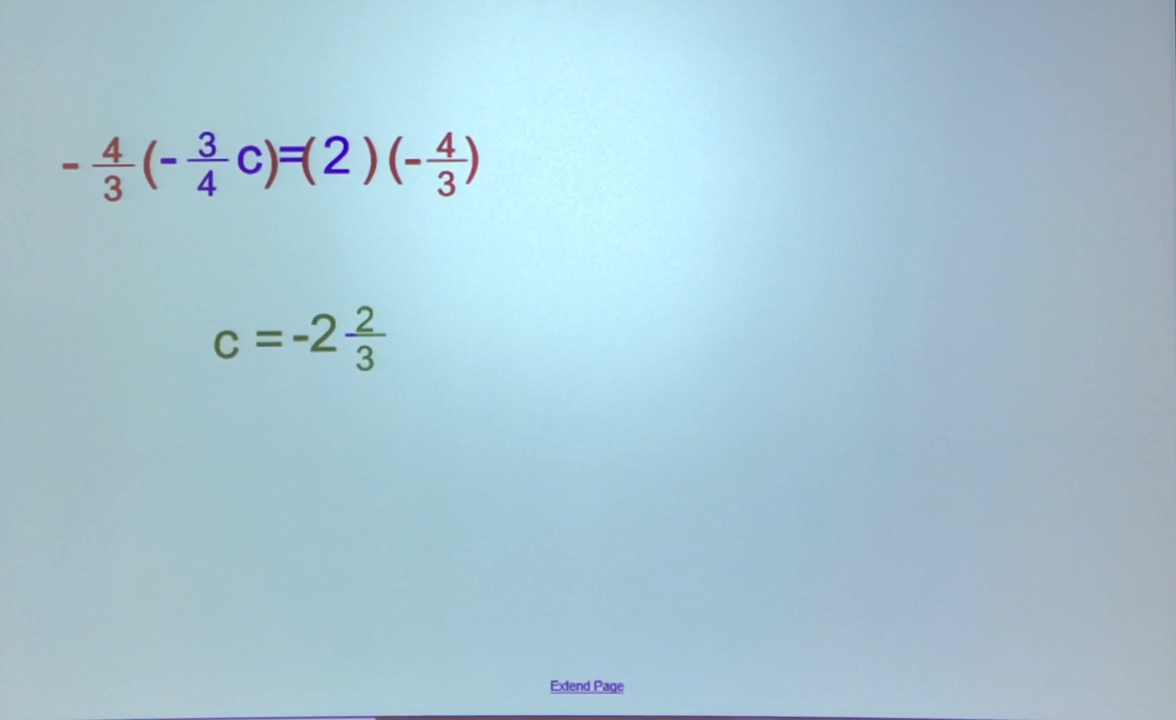 - 4/3 (- 3/4 c)=(2)(- 4/3)
c = -2 2/3
Extend Page